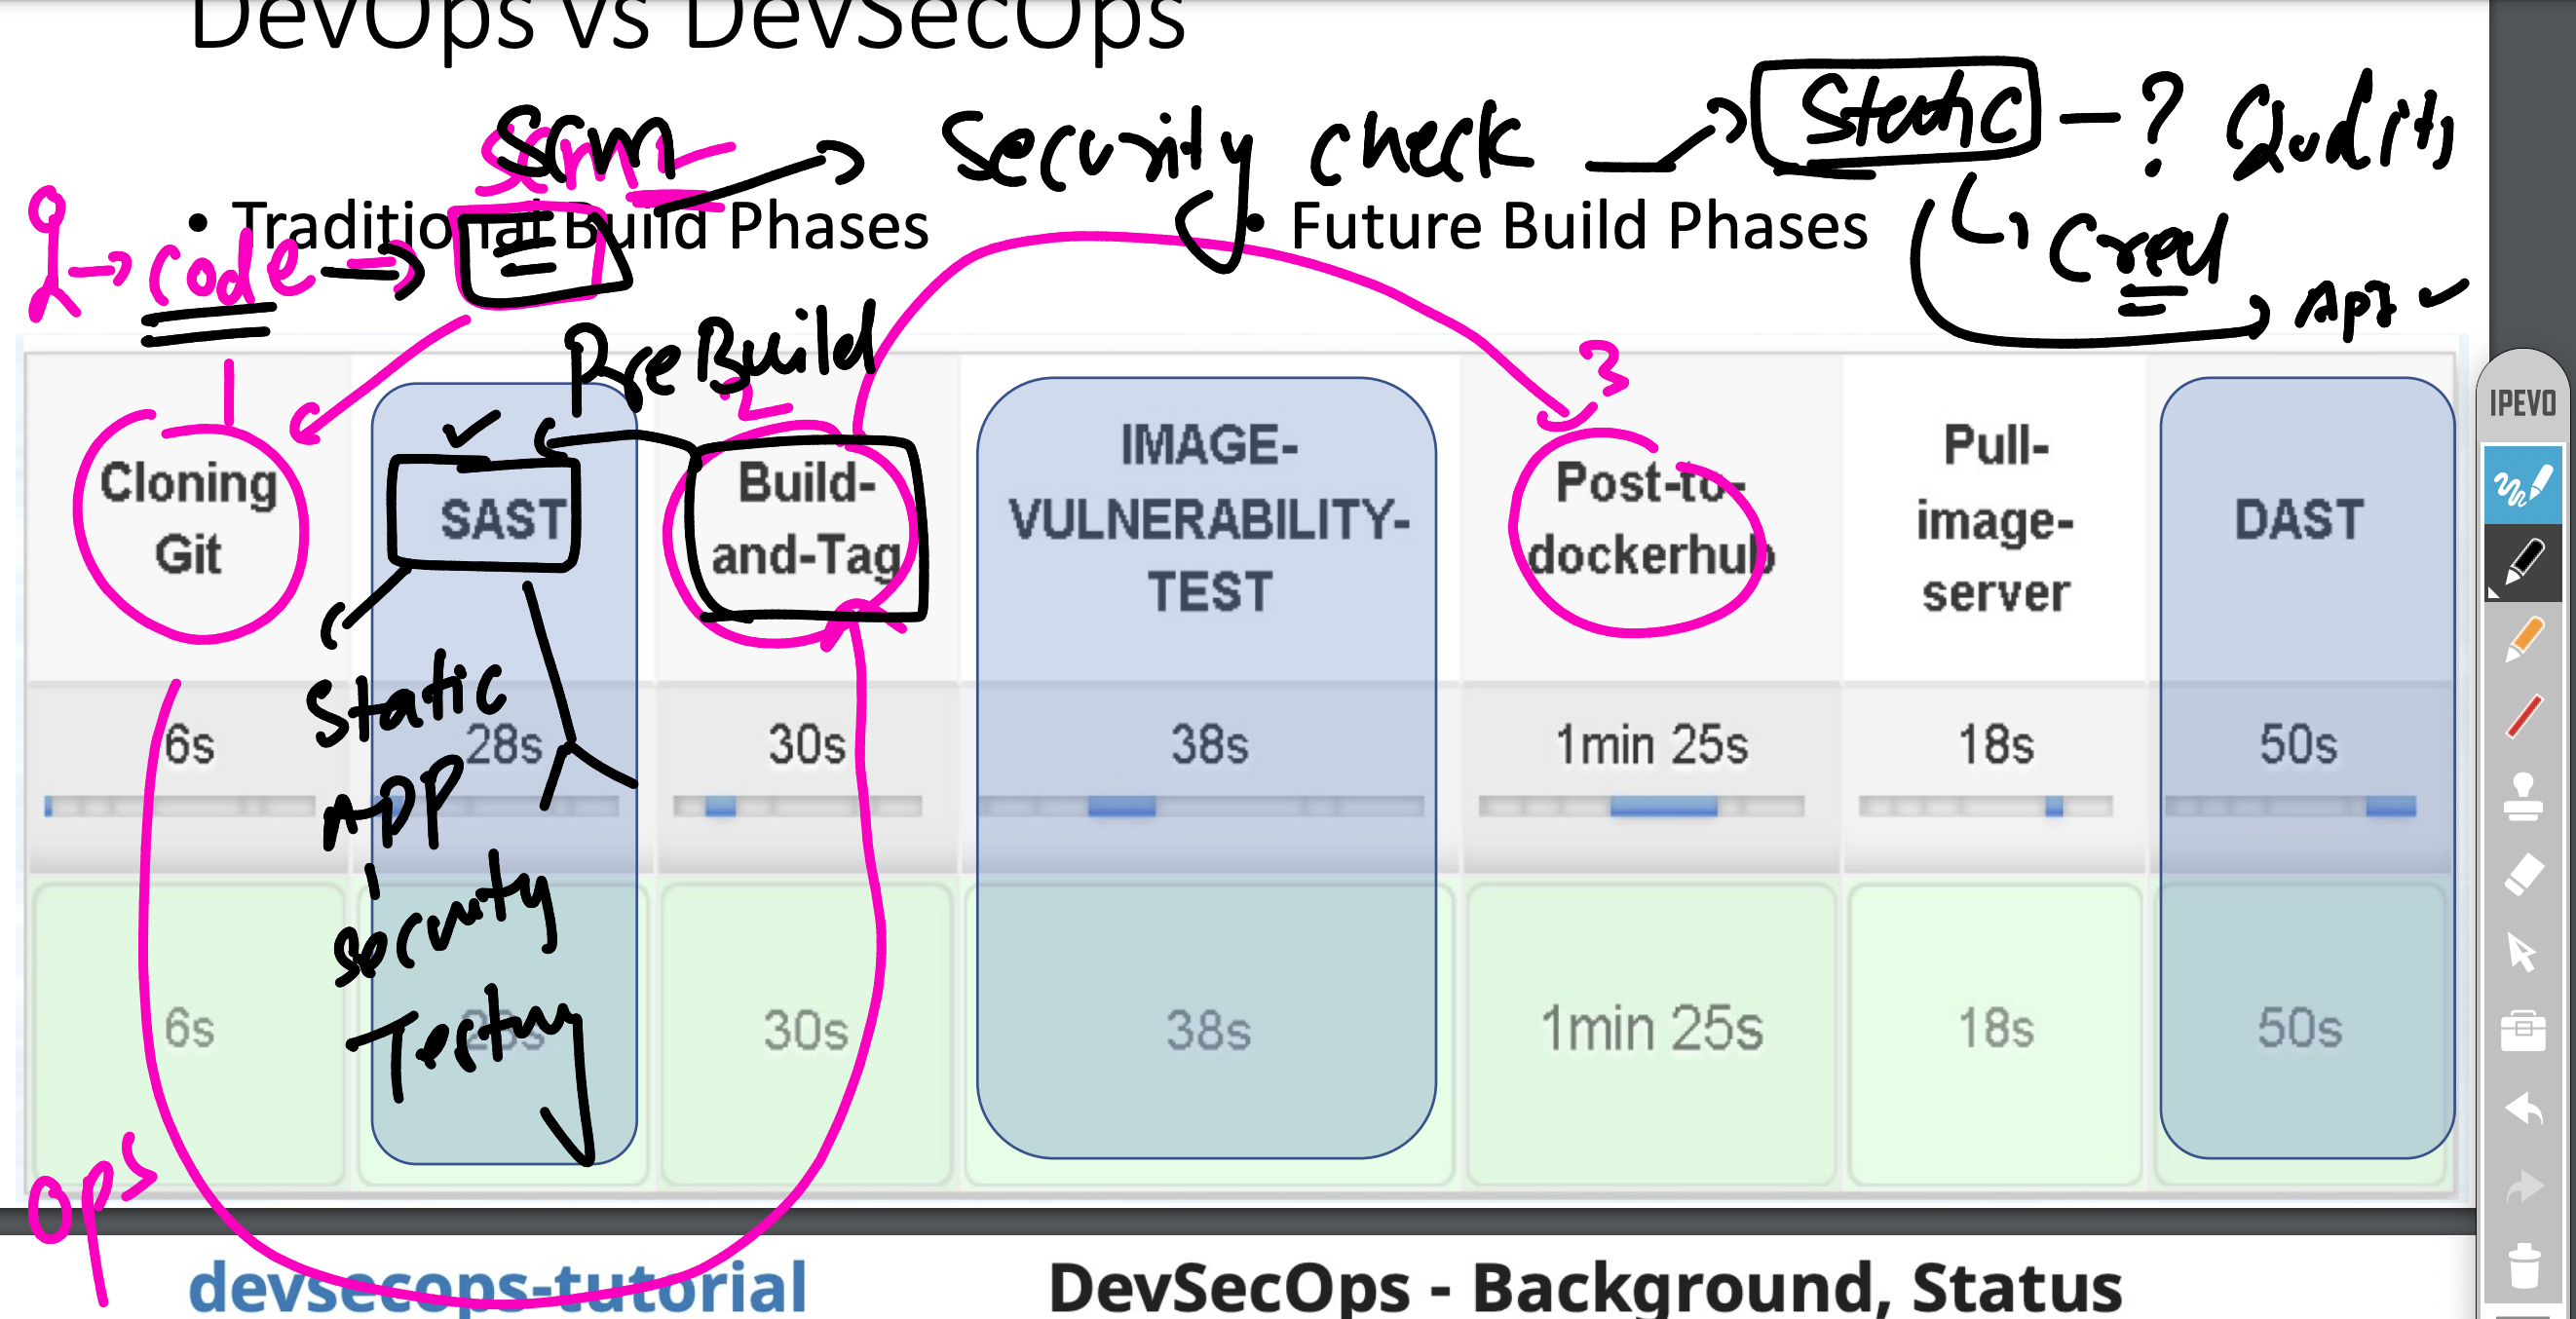 DevOps vs DevSecOps
scm
scm
Security check
Static - ? Quality
• Traditional Build Phases
• Future Build Phases
code
Cred
API
PreBuild
2
3
Cloning Git
SAST
Build-and-Tag
IMAGE-VULNERABILITY-TEST
Post-to-dockerhub
Pull-image-server
DAST
Static
APP
security
Testing
6s 28s 30s 38s 1min 25s 18s 50s
6s 28s 30s 38s 1min 25s 18s 50s
ops
devsecops-tutorial
DevSecOps - Background, Status
IPEVO